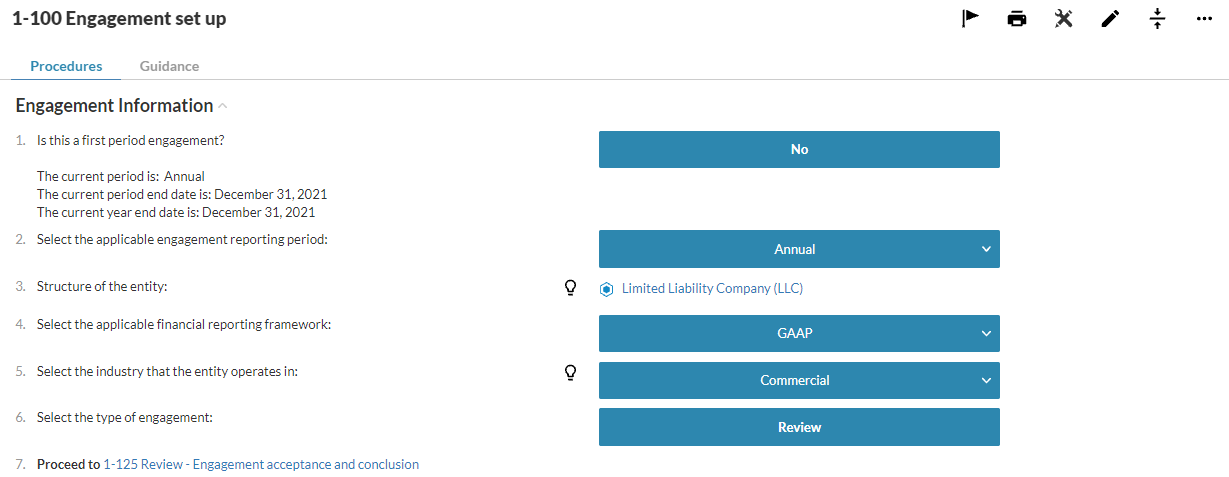 1-100 Engagement set up
Procedures Guidance
Engagement Information
1. Is this a first period engagement? No
The current period is: Annual
The current period end date is: December 31, 2021
The current year end date is: December 31, 2021
2. Select the applicable engagement reporting period: Annual
3. Structure of the entity: Limited Liability Company (LLC)
4. Select the applicable financial reporting framework: GAAP
5. Select the industry that the entity operates in: Commercial
6. Select the type of engagement: Review
7. Proceed to 1-125 Review - Engagement acceptance and conclusion